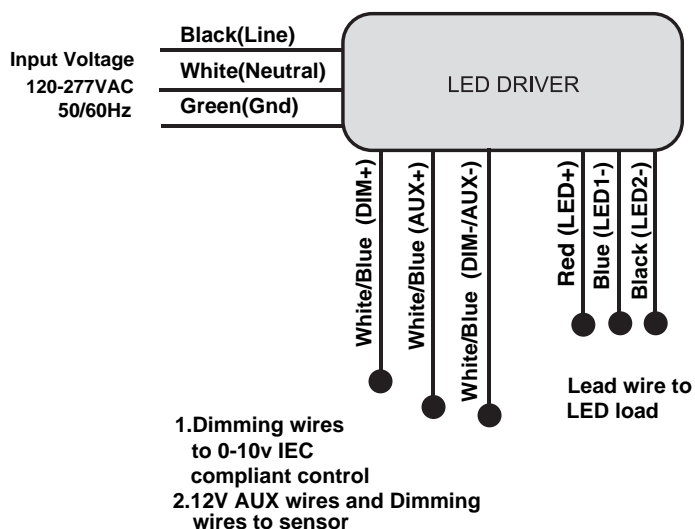 Black(Line)
Input Voltage
120-277VAC
50/60Hz
White(Neutral)
Green(Gnd)
LED DRIVER
White/Blue (DIM+)
White/Blue (AUX+)
White/Blue (DIM-/AUX-)
Red (LED+)
Blue (LED1-)
Black (LED2-)
Lead wire to
LED load
1.Dimming wires
to 0-10v IEC
compliant control
2.12V AUX wires and Dimming
wires to sensor